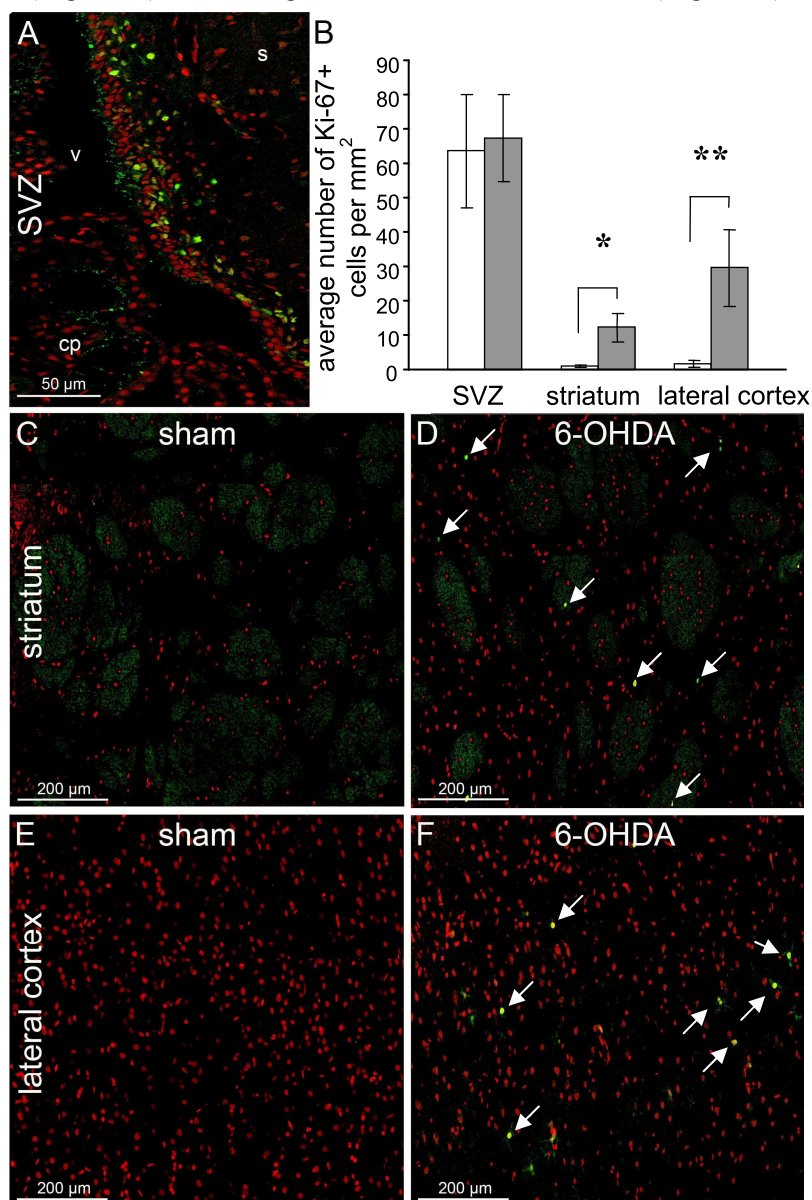 A
s
v
SVZ
cp
50 µm
B
average number of Ki-67+
cells per mm2
90
80
70
60
50
40
30
20
10
0
*
**
SVZ
striatum
lateral cortex
C
sham
striatum
200 µm
D
6-OHDA
200 µm
E
sham
lateral cortex
200 µm
F
6-OHDA
200 µm